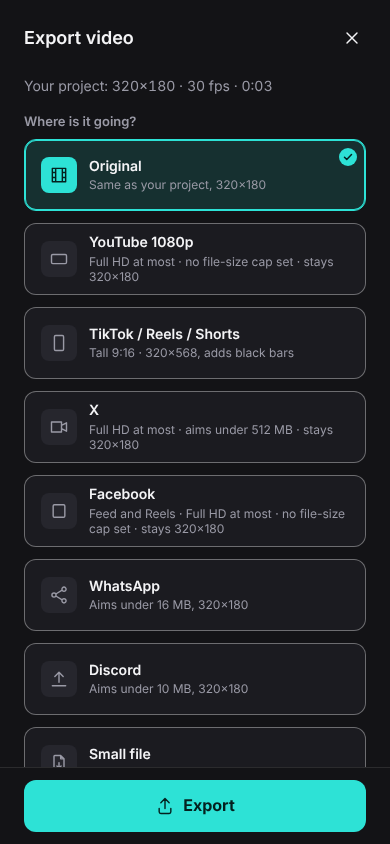 Export video
Your project: 320×180 · 30 fps · 0:03
Where is it going?
Original
Same as your project, 320×180
YouTube 1080p
Full HD at most · no file-size cap set · stays
320×180
TikTok / Reels / Shorts
Tall 9:16 · 320×568, adds black bars
X
Full HD at most · aims under 512 MB · stays
320×180
Facebook
Feed and Reels · Full HD at most · no file-size
cap set · stays 320×180
WhatsApp
Aims under 16 MB, 320×180
Discord
Aims under 10 MB, 320×180
Small file
Export